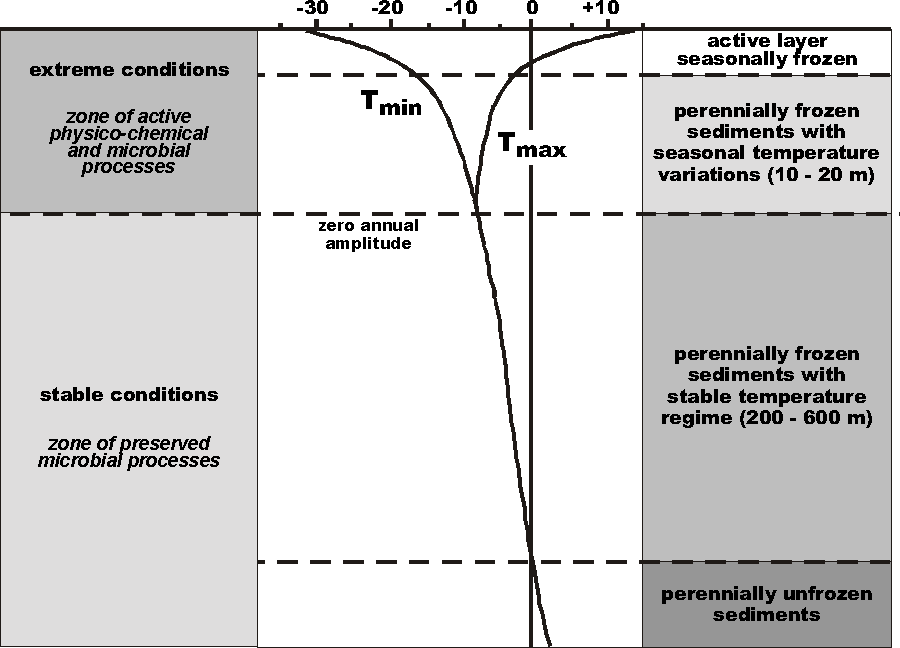 -30 -20 -10 0 +10
extreme conditions
zone of active
physico-chemical
and microbial
processes
Tmin
Tmax
active layer
seasonally frozen
perennially frozen
sediments with
seasonal temperature
variations (10 - 20 m)
zero annual
amplitude
stable conditions
zone of preserved
microbial processes
perennially frozen
sediments with
stable temperature
regime (200 - 600 m)
perennially unfrozen
sediments